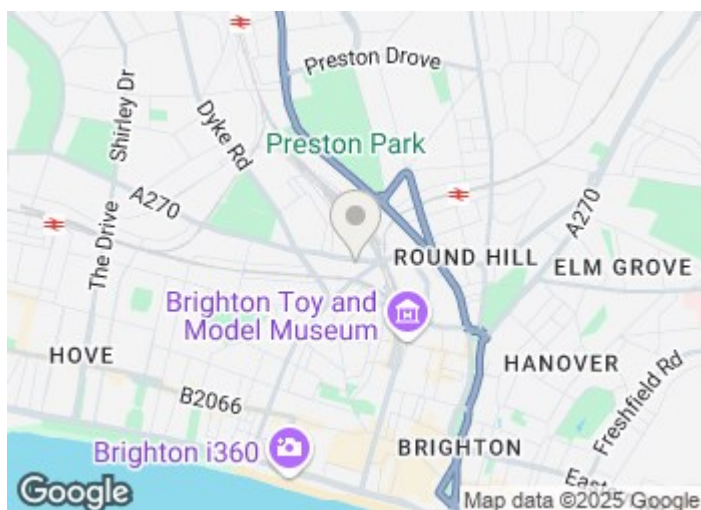 Preston Drove
Shirley Dr
Dyke Rd
Preston Park
A270
A270
The Drive
ROUND HILL
ELM GROVE
Brighton Toy and
Model Museum
HOVE
HANOVER
Freshfield Rd
B2066
BRIGHTON
Brighton i360
Google
Map data ©2025 Google